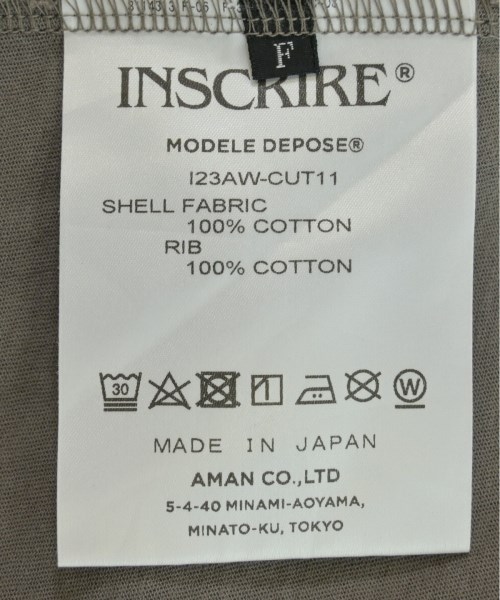 F
INSCRIRE®
MODELE DEPOSE®
I23AW-CUT11
SHELL FABRIC
100% COTTON
RIB
100% COTTON
30 W
MADE IN JAPAN
AMAN CO.,LTD
5-4-40 MINAMI-AOYAMA,
MINATO-KU, TOKYO